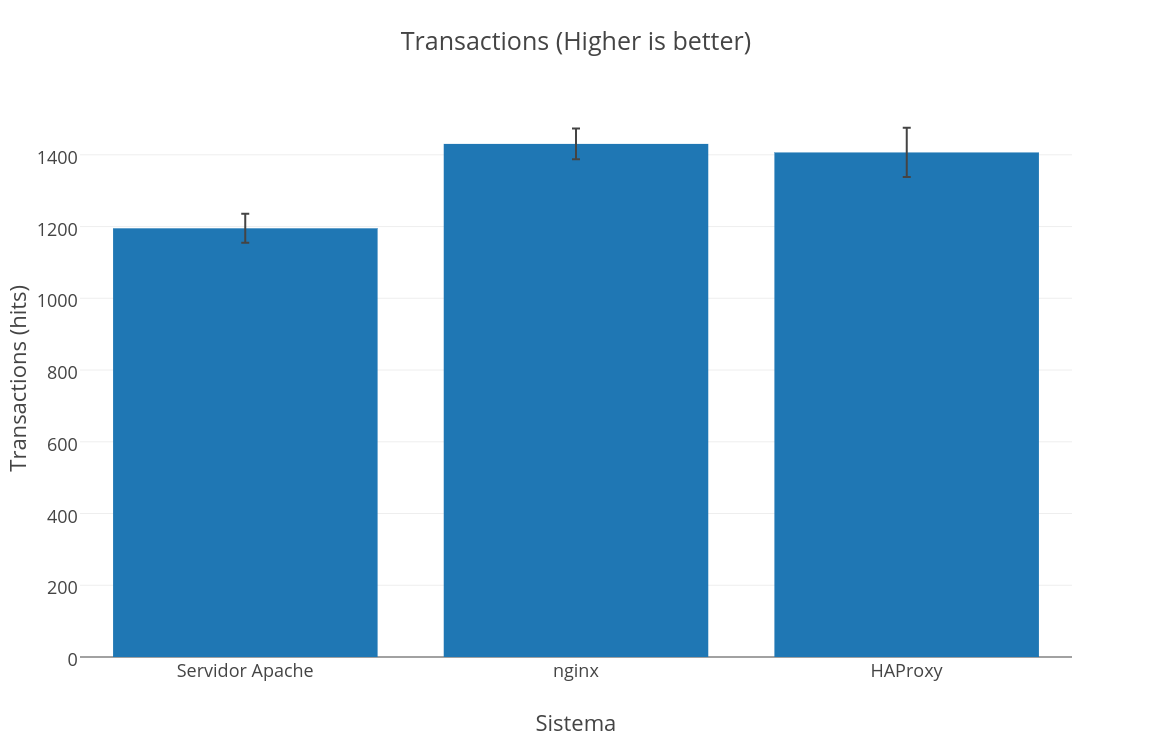 Transactions (Higher is better)
Transactions (hits)
1400
1200
1000
800
600
400
200
0
Servidor Apache
nginx
HAProxy
Sistema